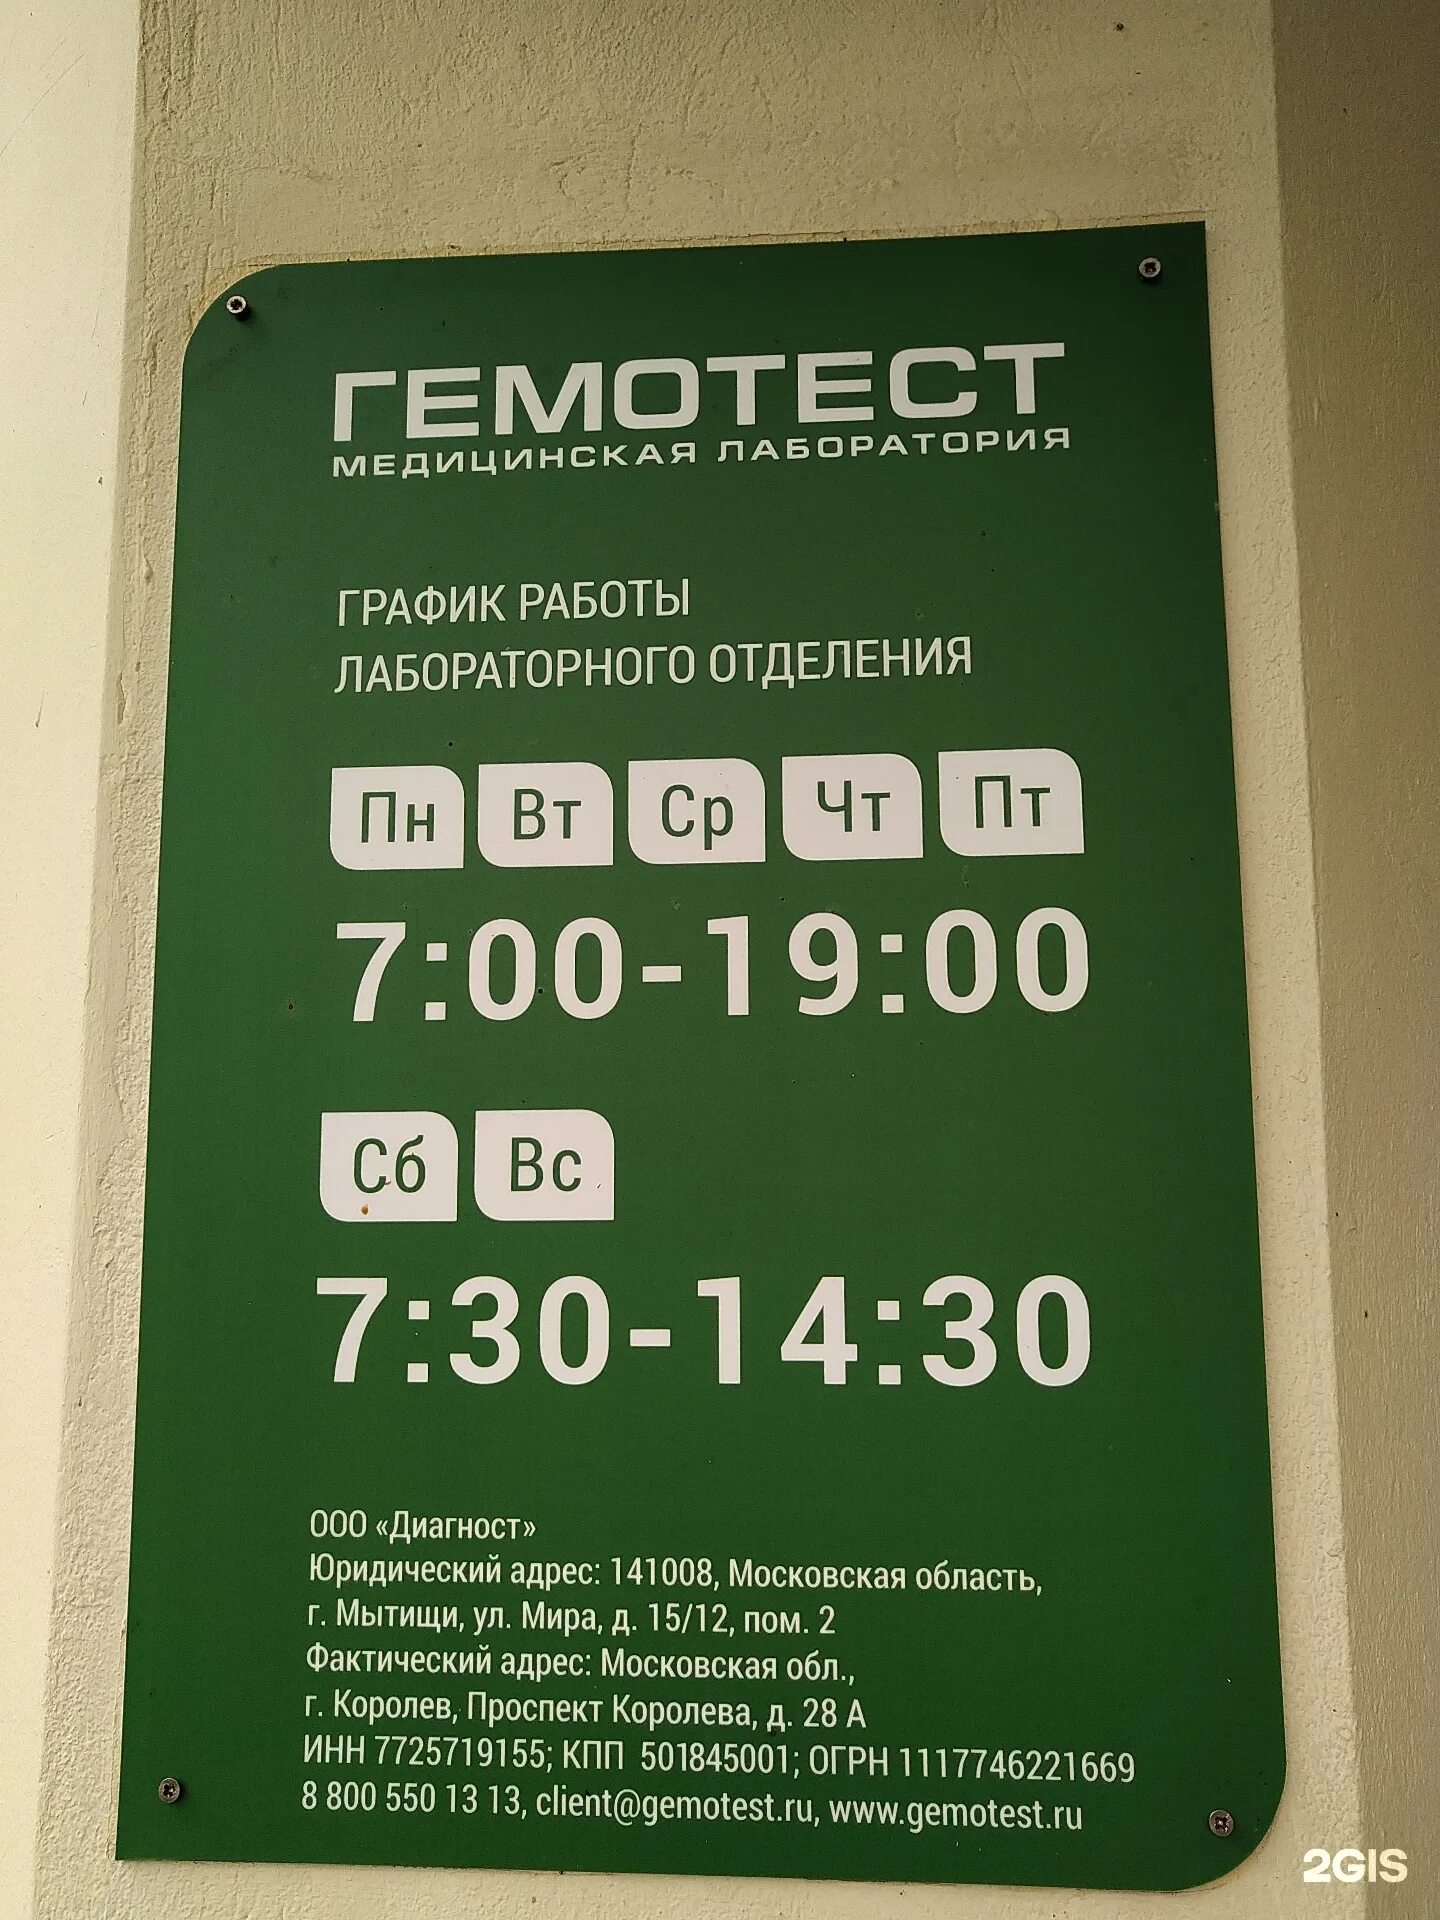 ГЕМОТЕСТ
МЕДИЦИНСКАЯ ЛАБОРАТОРИЯ
ГРАФИК РАБОТЫ
ЛАБОРАТОРНОГО ОТДЕЛЕНИЯ
Пн Вт Ср Чт Пт
7:00-19:00
Сб Вс
7:30-14:30
ООО «Диагност»
Юридический адрес: 141008, Московская область,
г. Мытищи, ул. Мира, д. 15/12, пом. 2
Фактический адрес: Московская обл.,
г. Королев, Проспект Королева, д. 28 А
ИНН 7725719155; КПП 501845001; ОГРН 1117746221669
8 800 550 13 13, client@gemotest.ru, www.gemotest.ru
2GIS